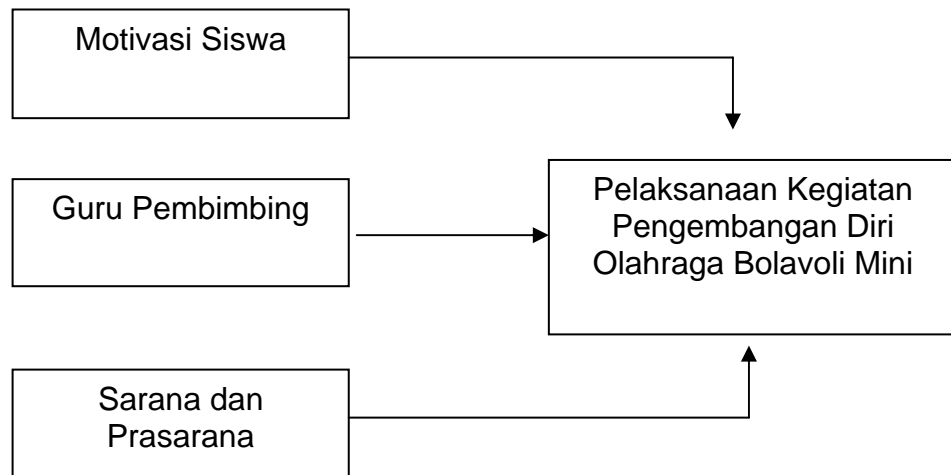 Motivasi Siswa
Guru Pembimbing
Pelaksanaan Kegiatan
Pengembangan Diri
Olahraga Bolavoli Mini
Sarana dan
Prasarana